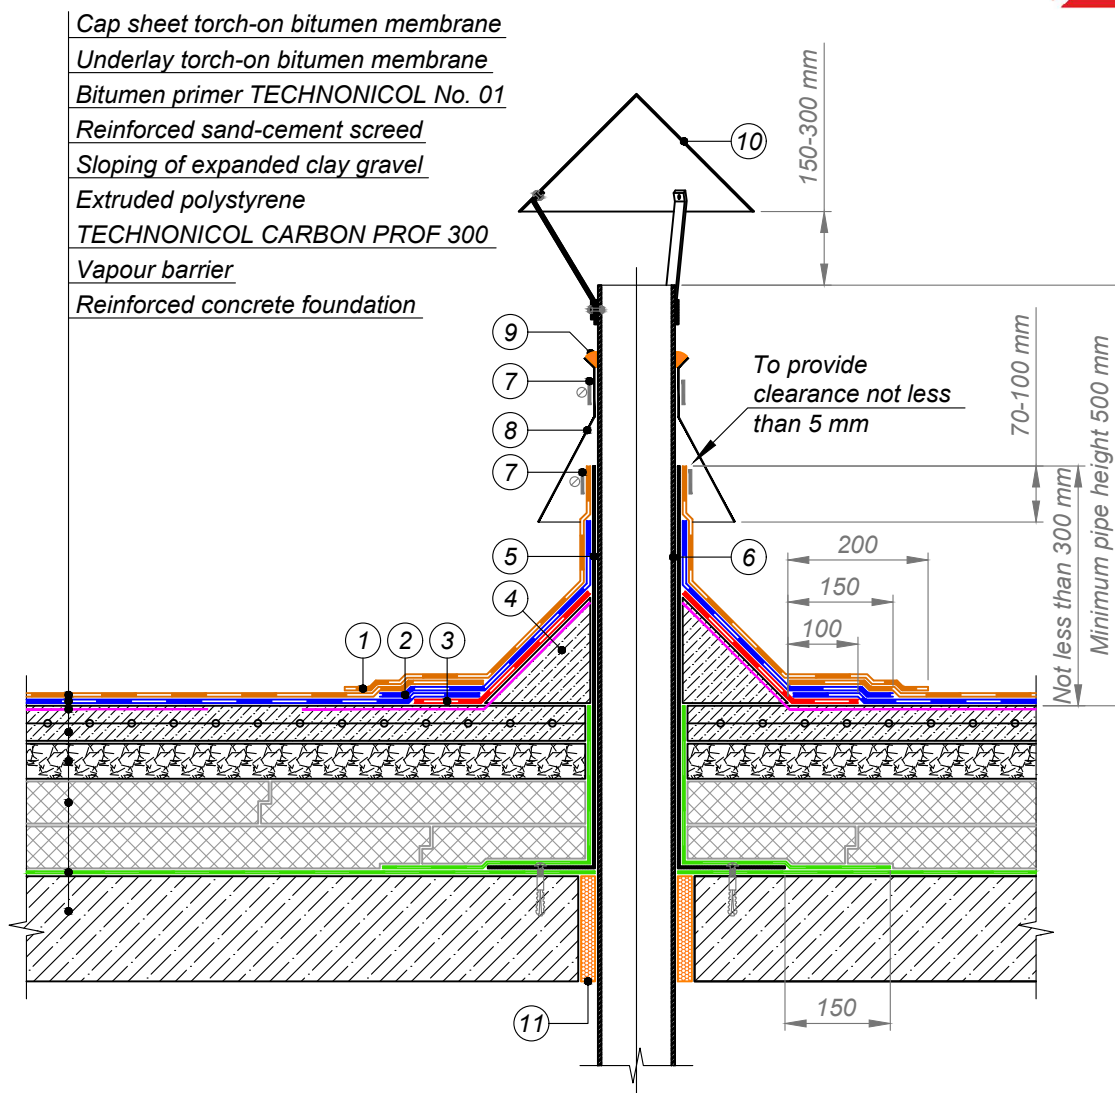 Cap sheet torch-on bitumen membrane
Underlay torch-on bitumen membrane
Bitumen primer TECHNONICOL No. 01
Reinforced sand-cement screed
Sloping of expanded clay gravel
Extruded polystyrene
TECHNONICOL CARBON PROF 300
Vapour barrier
Reinforced concrete foundation
10
150-300 mm
9
7
8
7
To provide
clearance not less
than 5 mm
70-100 mm
Not less than 300 mm
Minimum pipe height 500 mm
5
6
4
200
150
100
1
2
3
11
150